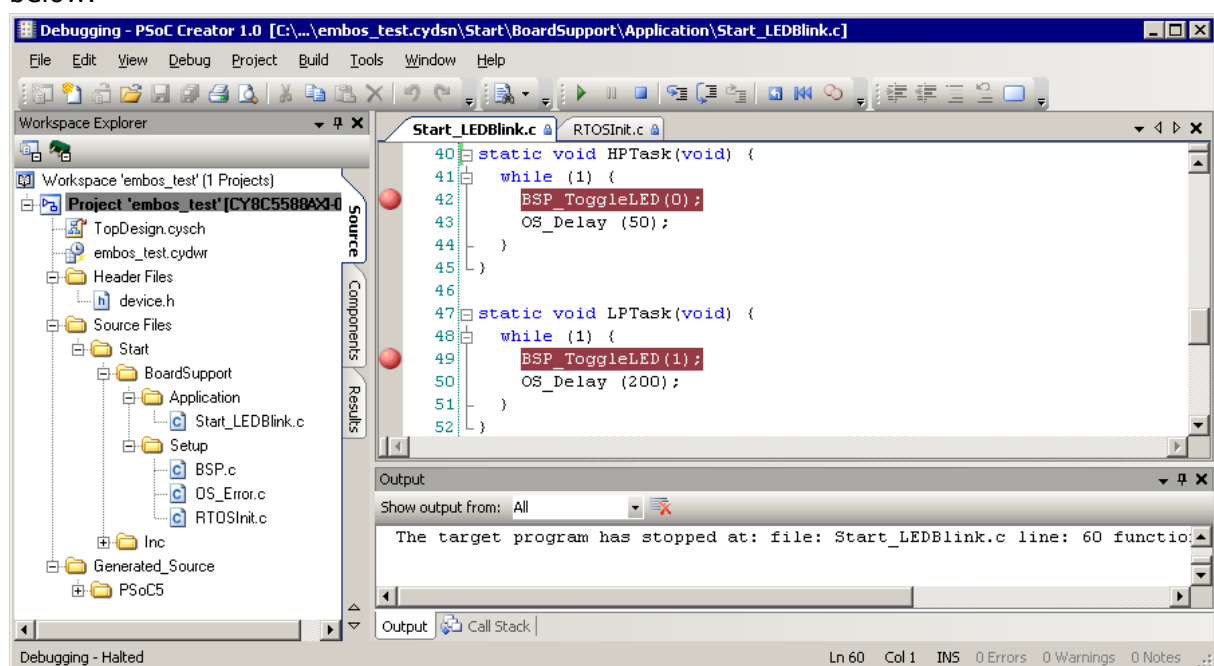 below:
Debugging - PSoC Creator 1.0 [C:\...\embos_test.cydsn\Start\BoardSupport\Application\Start_LEDBlink.c]
File Edit View Debug Project Build Tools Window Help
Workspace Explorer
Workspace 'embos_test' (1 Projects)
Project 'embos_test' [CY8C5588AXI-0
TopDesign.cysch
embos_test.cydwr
Header Files
h device.h
Source Files
Start
BoardSupport
Application
c Start_LEDBlink.c
Setup
c BSP.c
c OS_Error.c
c RTOSInit.c
Inc
Generated_Source
PSoC5
Source
Components
Results
Start_LEDBlink.c RTOSInit.c
40 static void HPTask(void) {
41 while (1) {
42 BSP_ToggleLED(0);
43 OS_Delay (50);
44 }
45 }
46
47 static void LPTask(void) {
48 while (1) {
49 BSP_ToggleLED(1);
50 OS_Delay (200);
51 }
52 }
Output
Show output from: All
The target program has stopped at: file: Start_LEDBlink.c line: 60 functio
Output Call Stack
Debugging - Halted Ln 60 Col 1 INS 0 Errors 0 Warnings 0 Notes